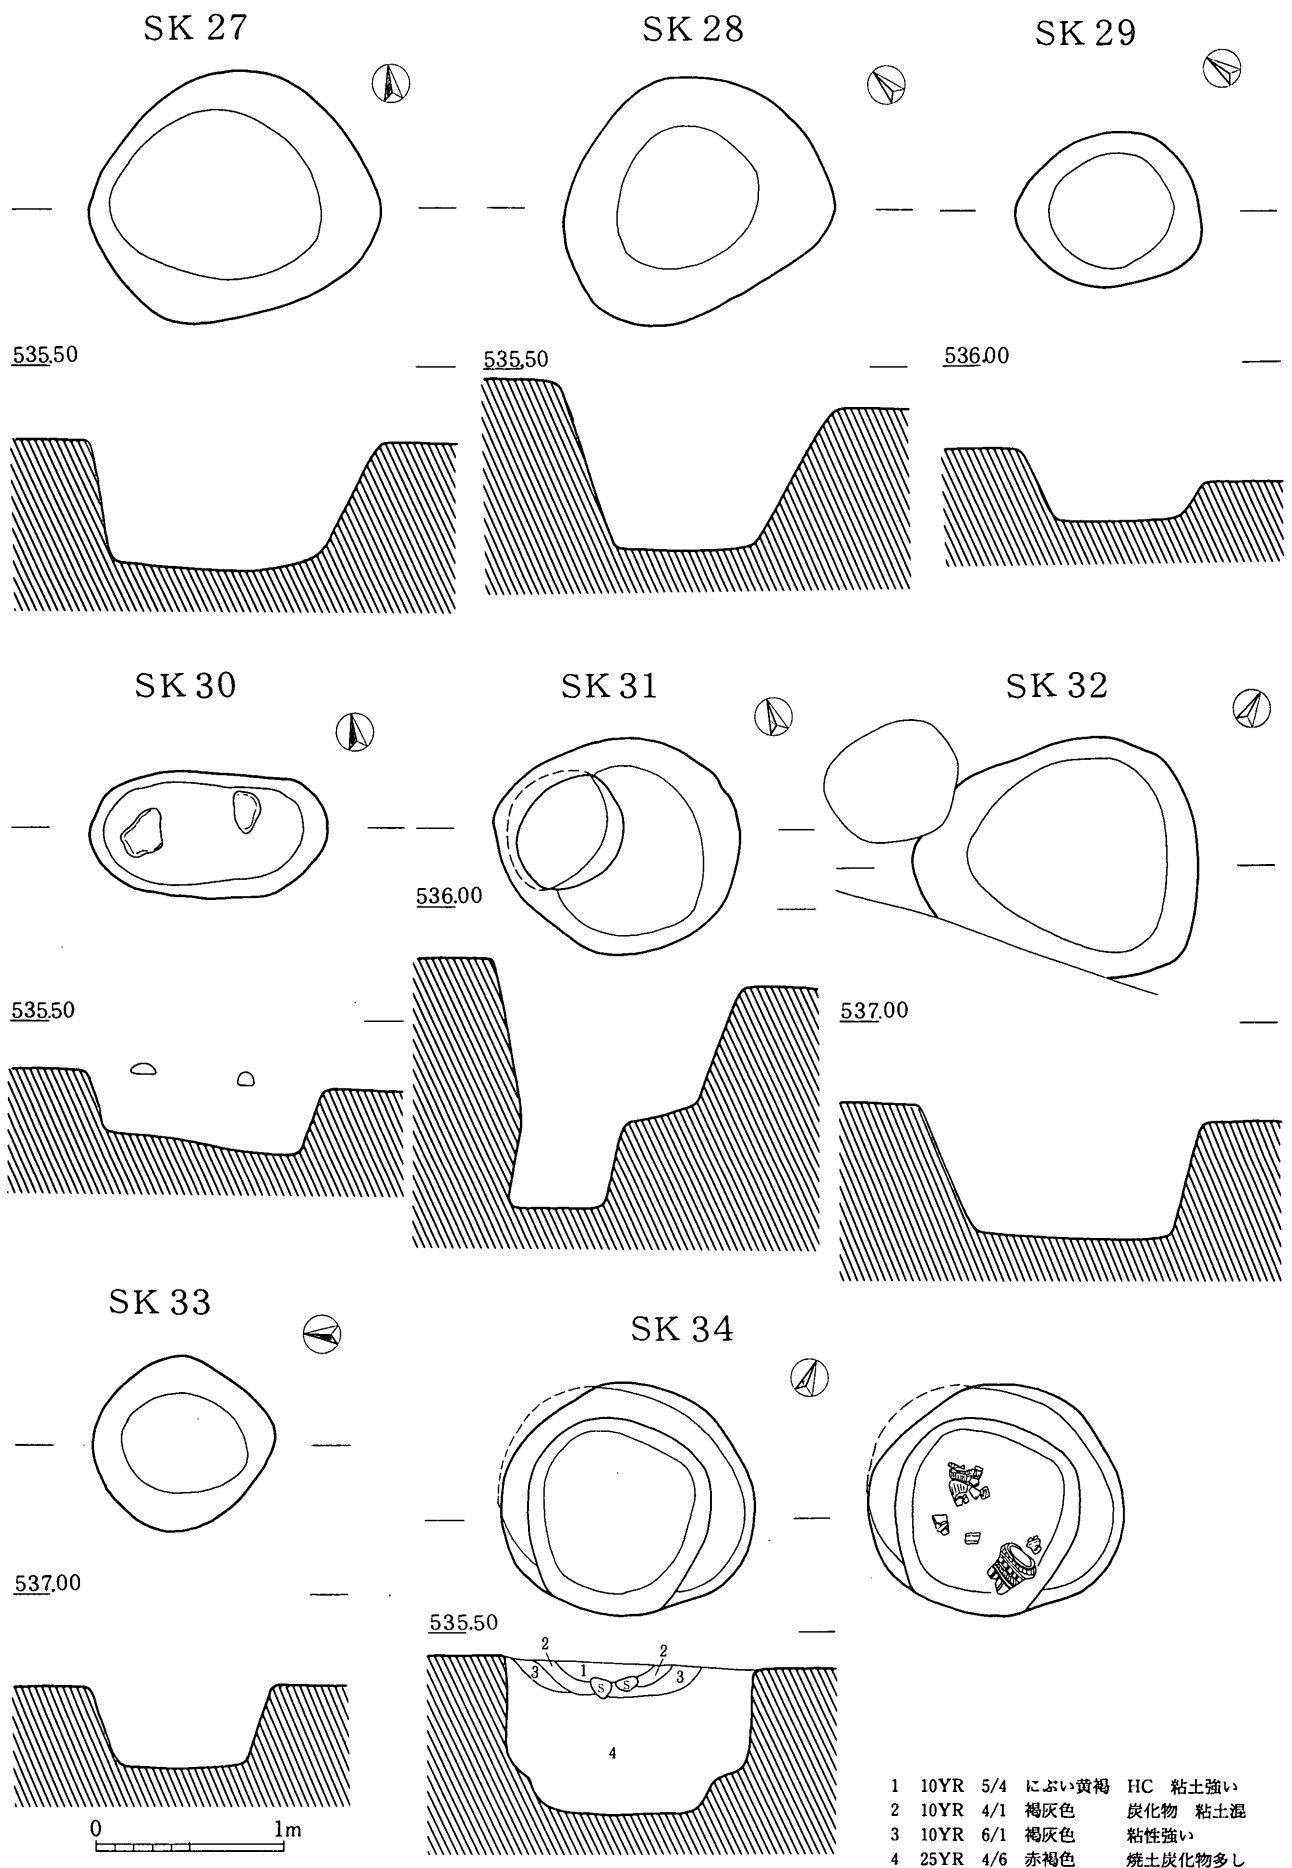 SK 27
SK 28
SK 29
535.50
535.50
536.00
SK 30
SK 31
SK 32
536.00
535.50
537.00
SK 33
SK 34
537.00
535.50
2 2
3 1 3
S S
4
0 1m
1 10YR 5/4 にぶい黄褐 HC 粘土強い
2 10YR 4/1 褐灰色 炭化物 粘土混
3 10YR 6/1 褐灰色 粘性強い
4 25YR 4/6 赤褐色 焼土炭化物多し